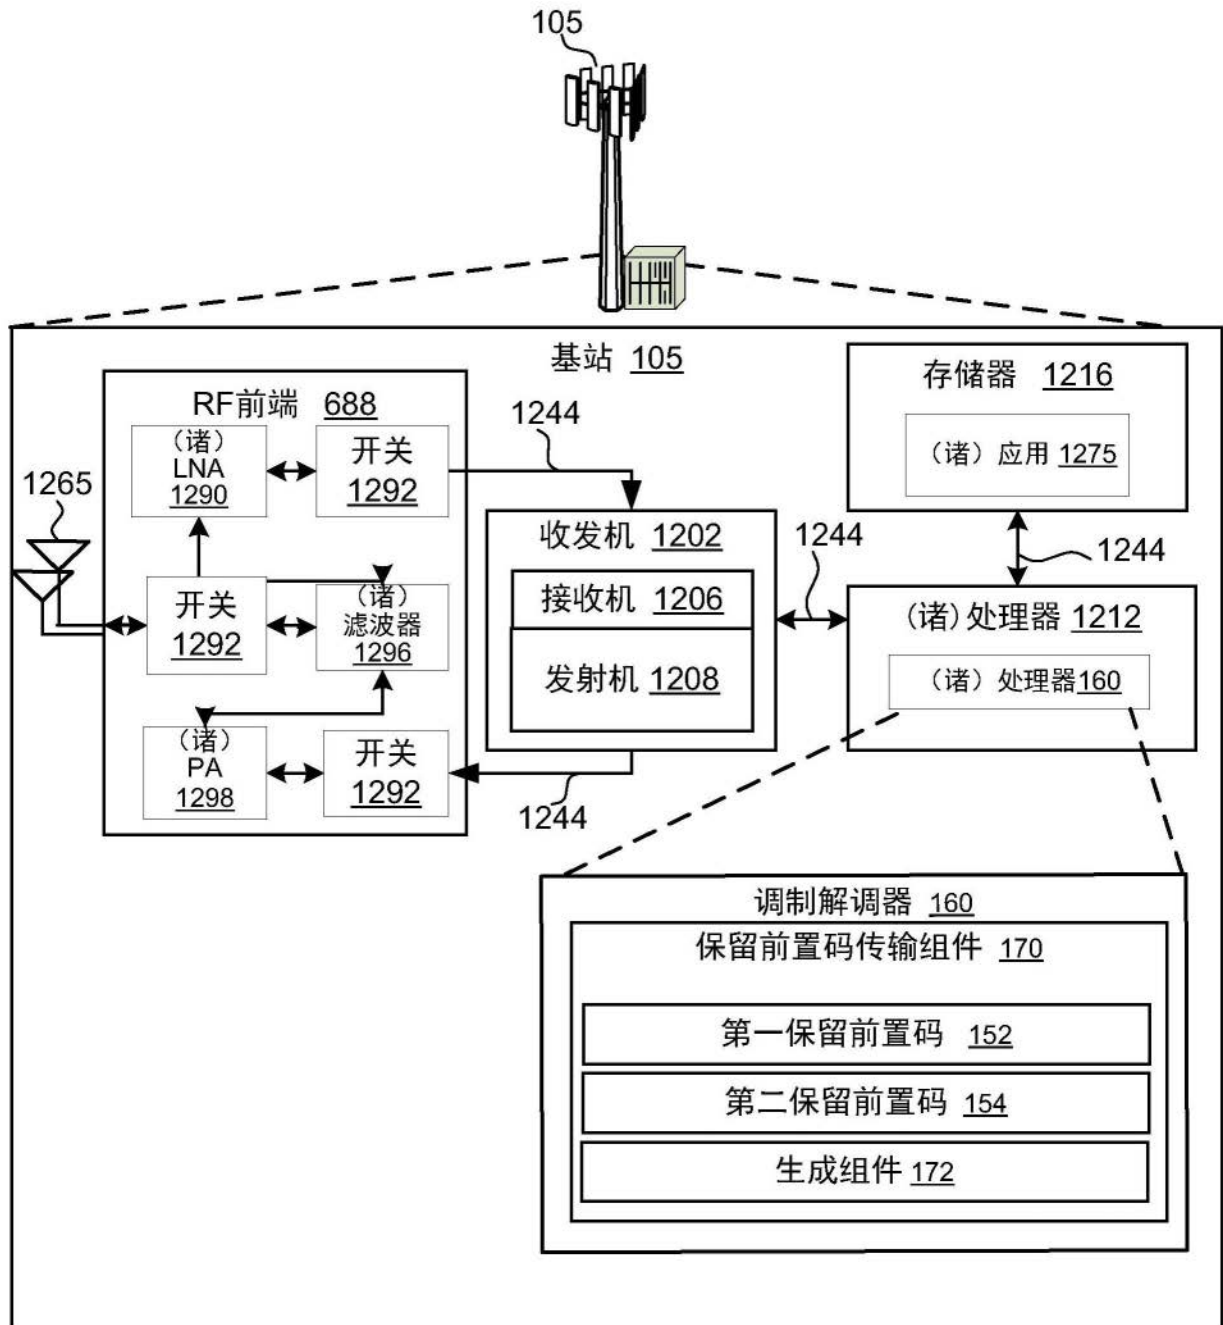 105
基站 105
RF前端 688
(诸)
LNA
1290
开关
1292
1244
1265
开关
1292
(诸)
滤波器
1296
(诸)
PA
1298
开关
1292
1244
收发机 1202
接收机 1206
发射机 1208
1244
存储器 1216
(诸) 应用 1275
1244
(诸)处理器 1212
(诸) 处理器160
调制解调器 160
保留前置码传输组件 170
第一保留前置码 152
第二保留前置码 154
生成组件 172